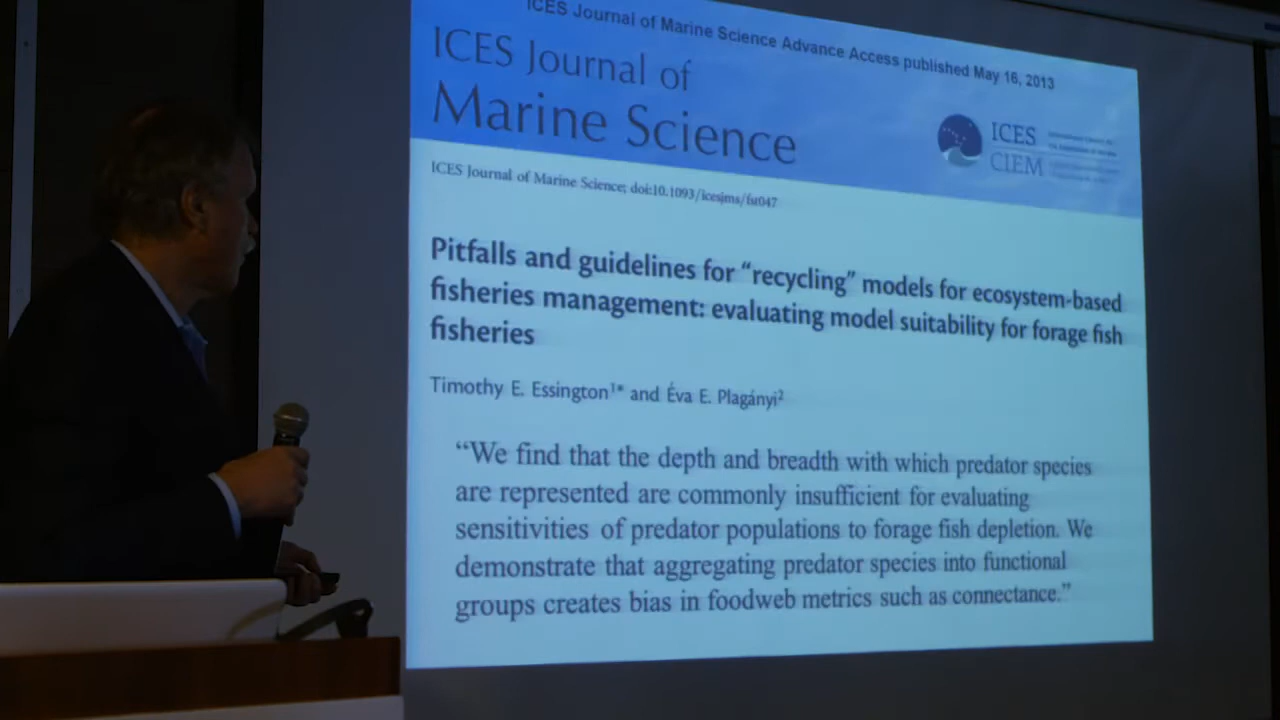 ICES Journal of Marine Science Advance Access published May 16, 2013
ICES Journal of
Marine Science
ICES
CIEM
ICES Journal of Marine Science; doi:10.1093/icesjms/fst047
Pitfalls and guidelines for “recycling” models for ecosystem-based
fisheries management: evaluating model suitability for forage fish
fisheries
Timothy E. Essington¹* and Éva E. Plagányi²
“We find that the depth and breadth with which predator species
are represented are commonly insufficient for evaluating
sensitivities of predator populations to forage fish depletion. We
demonstrate that aggregating predator species into functional
groups creates bias in foodweb metrics such as connectance.”